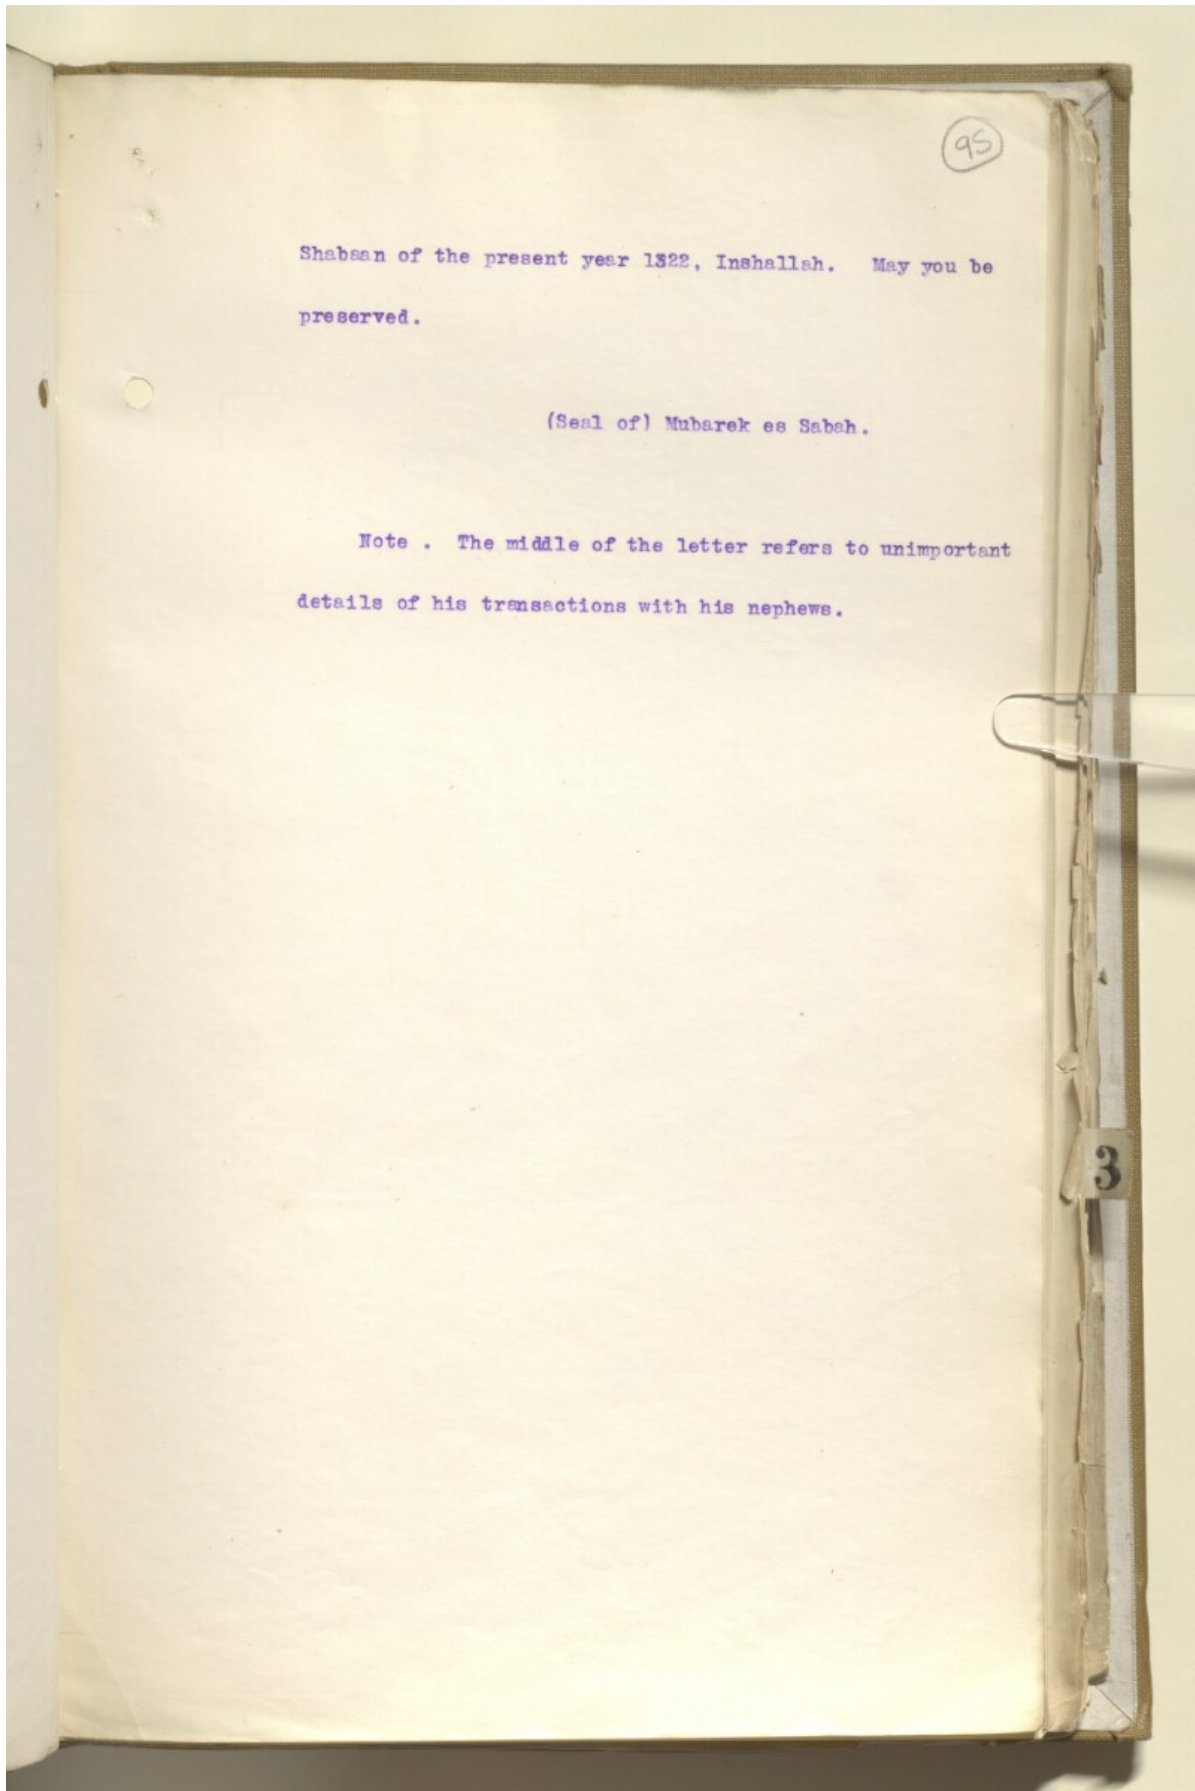 95
Shabaan of the present year 1322, Inshallah. May you be
preserved.
(Seal of) Mubarek es Sabah.
Note . The middle of the letter refers to unimportant
details of his transactions with his nephews.
3